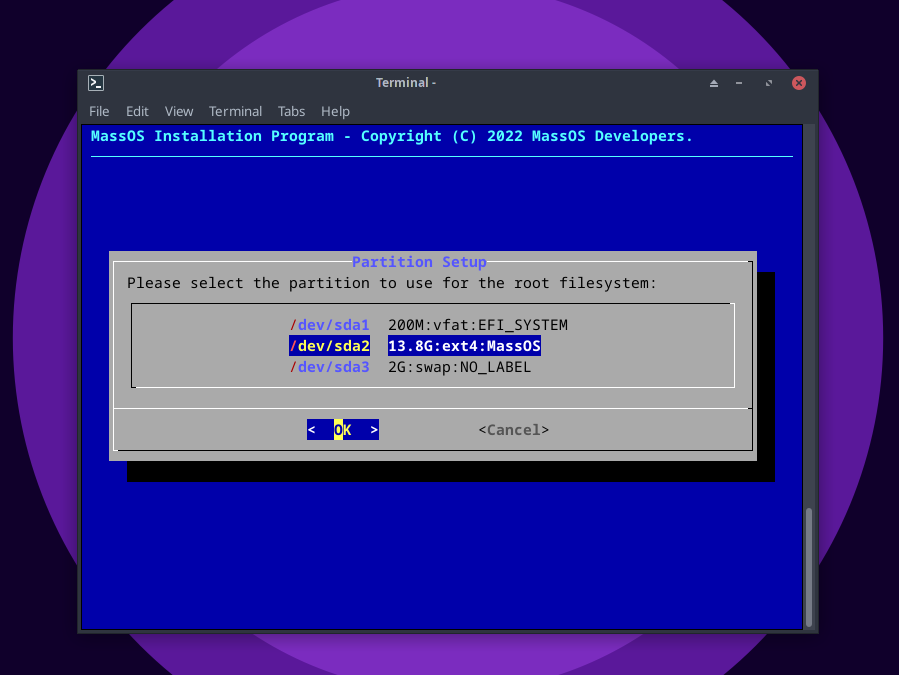 Terminal -
File Edit View Terminal Tabs Help
MassOS Installation Program - Copyright (C) 2022 MassOS Developers.
Partition Setup
Please select the partition to use for the root filesystem:
/dev/sda1 200M:vfat:EFI_SYSTEM
/dev/sda2 13.8G:ext4:MassOS
/dev/sda3 2G:swap:NO_LABEL
< OK > <Cancel>